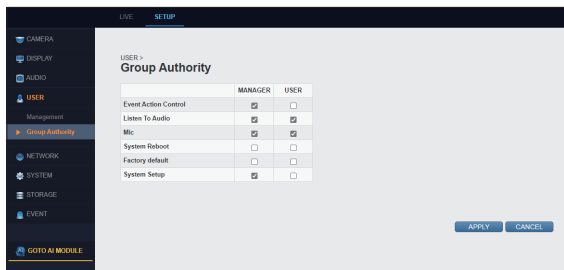 LIVE SETUP
CAMERA
DISPLAY
AUDIO
USER
Management
Group Authority
NETWORK
SYSTEM
STORAGE
EVENT
GOTO AI MODULE
USER >
Group Authority
MANAGER USER
Event Action Control
Listen To Audio
Mic
System Reboot
Factory default
System Setup
APPLY CANCEL